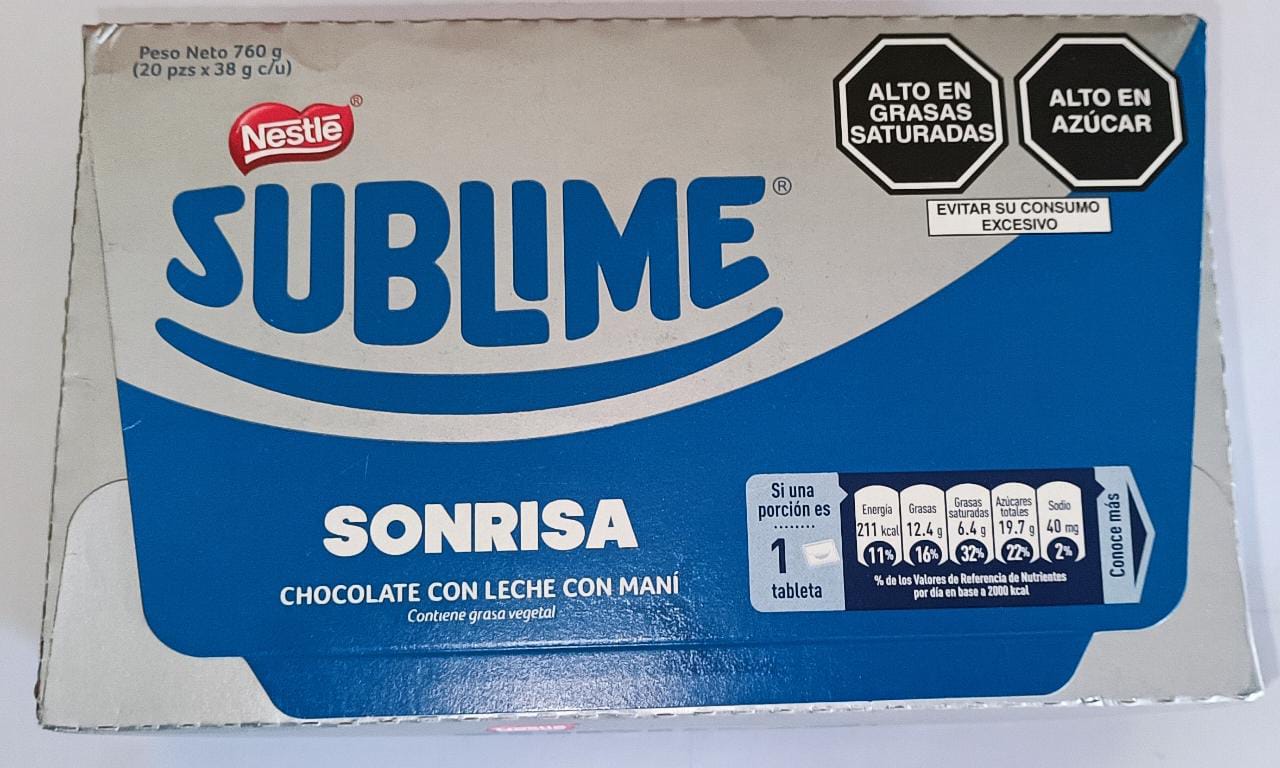 Peso Neto 760 g
(20 pzs x 38 g c/u)
Nestlé®
SUBLIME®
ALTO EN
GRASAS
SATURADAS
ALTO EN
AZÚCAR
EVITAR SU CONSUMO
EXCESIVO
SONRISA
CHOCOLATE CON LECHE CON MANÍ
Contiene grasa vegetal
Si una
porción es
1
tableta
Energía
211 kcal
11%
Grasas
12.4 g
16%
Grasas
saturadas
6.4 g
32%
Azúcares
totales
19.7 g
22%
Sodio
40 mg
2%
% de los Valores de Referencia de Nutrientes
por día en base a 2000 kcal
Conoce más